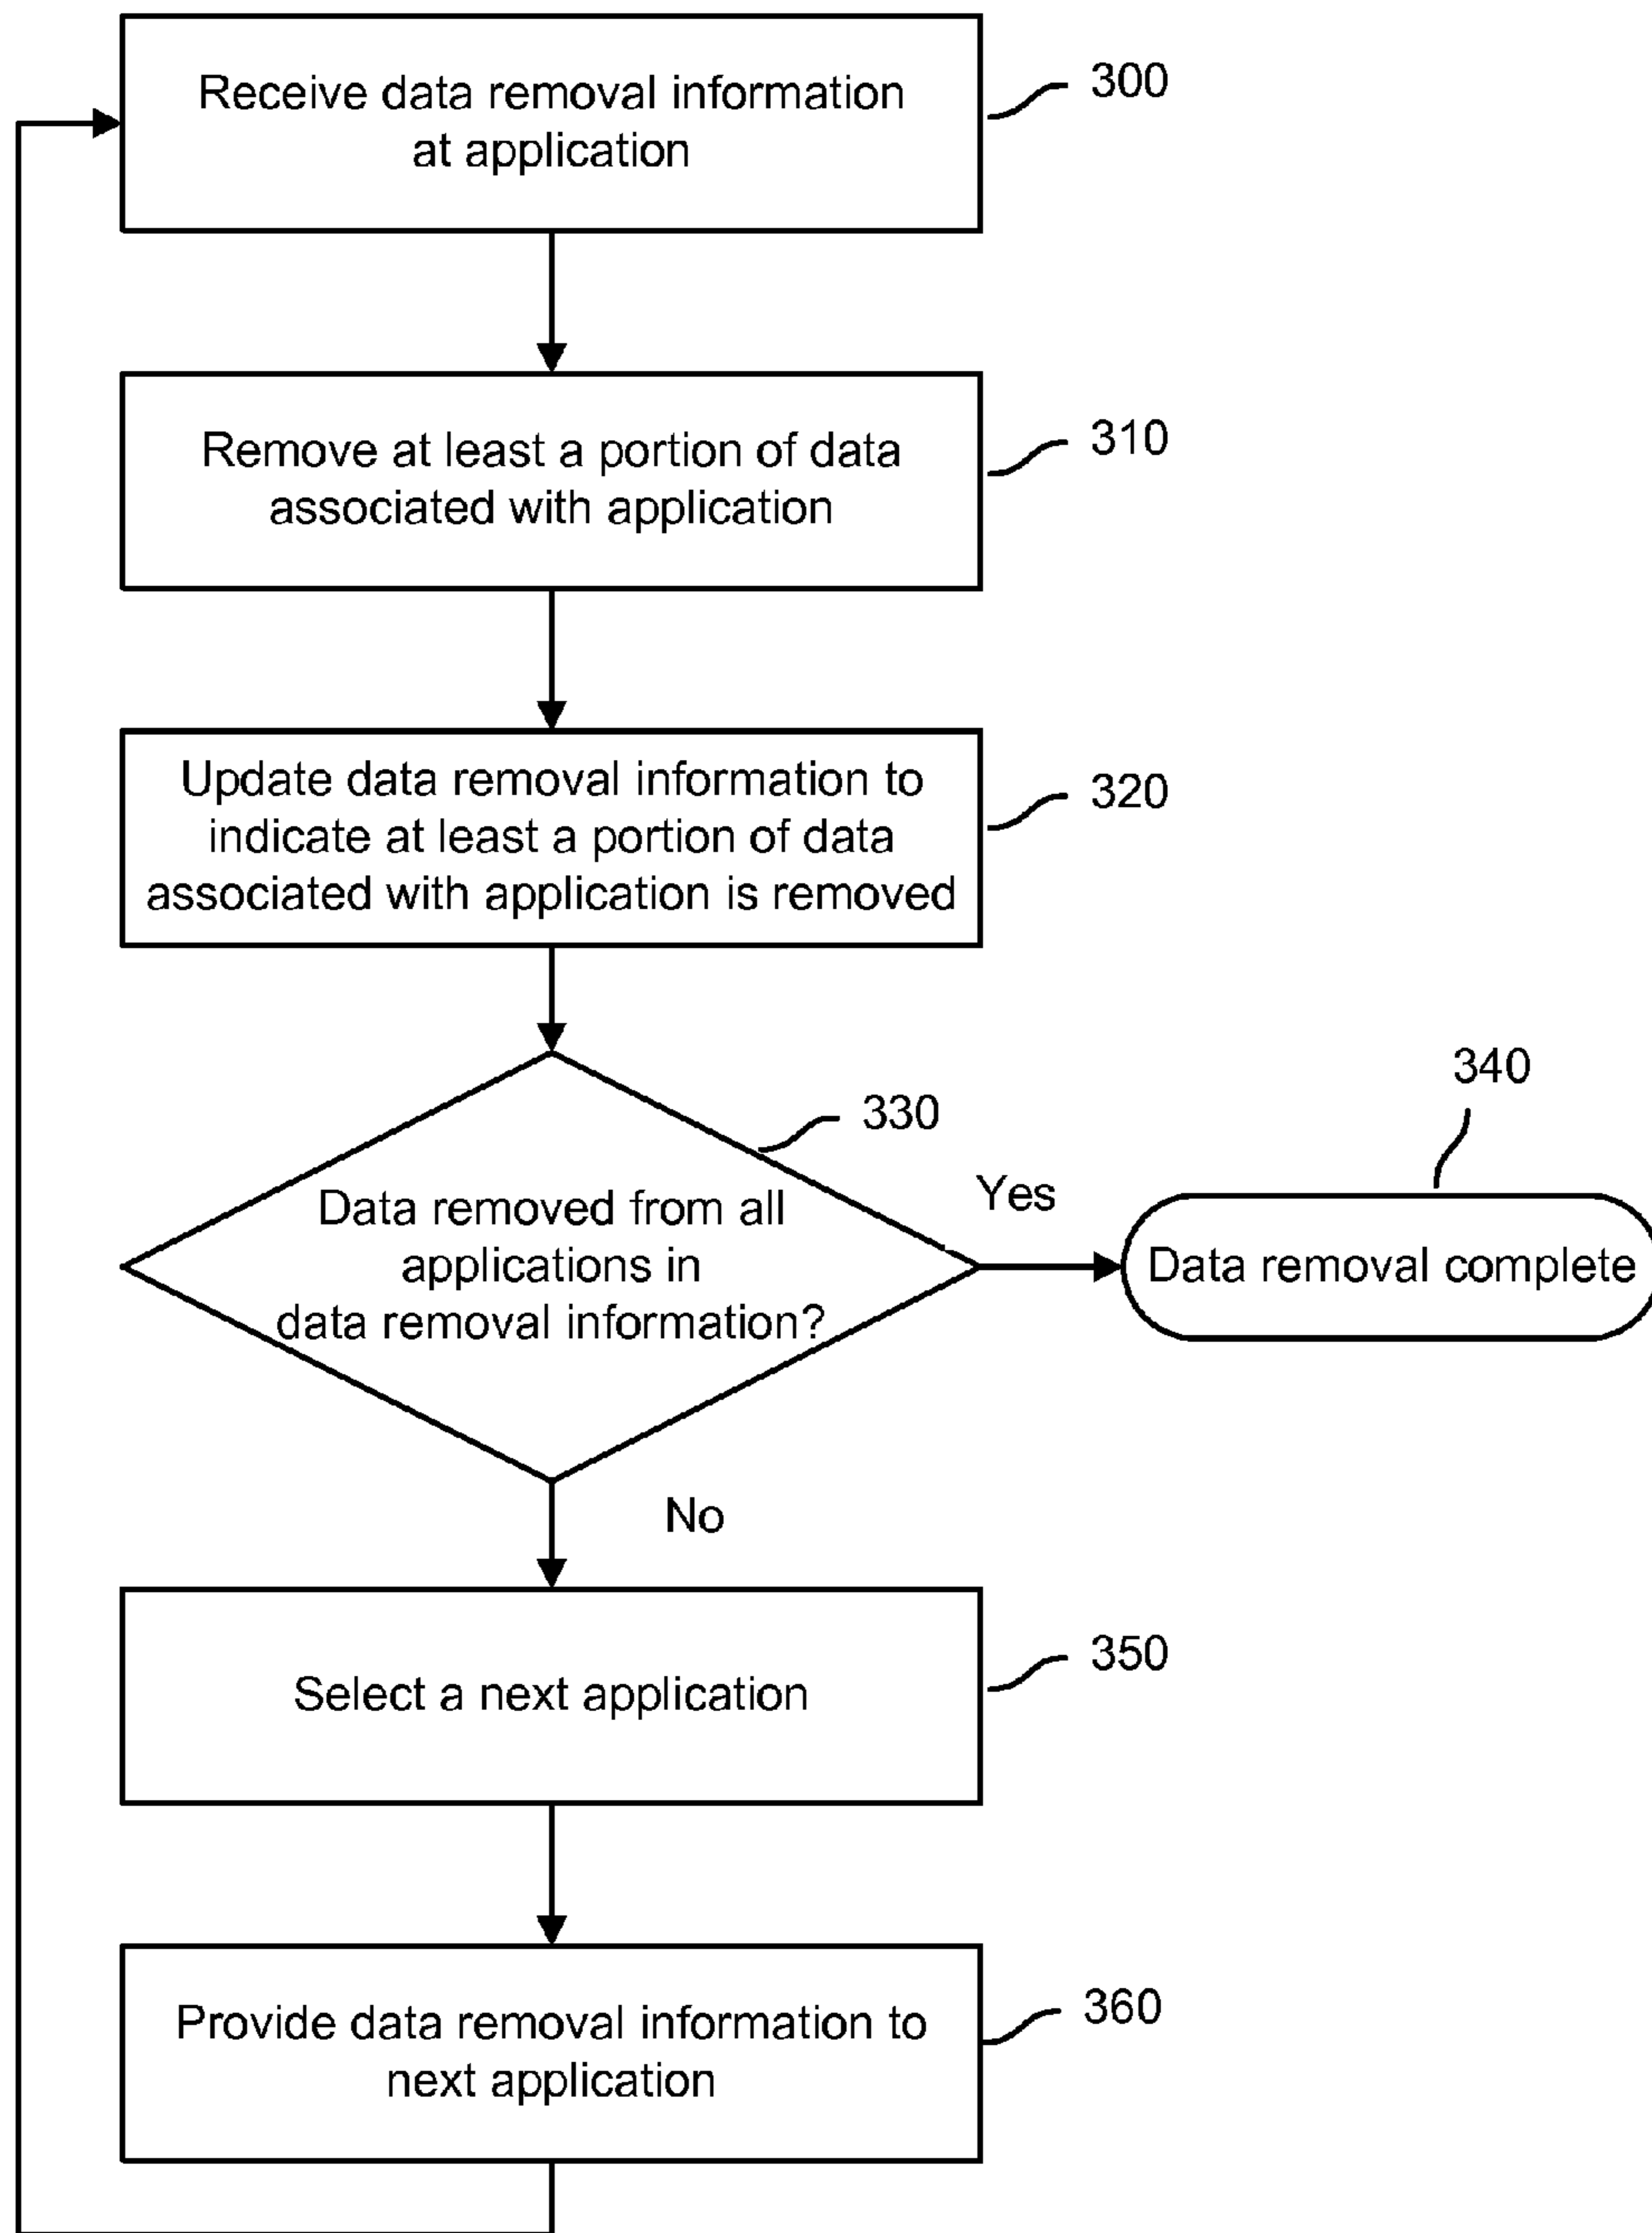 Receive data removal information
at application
300
Remove at least a portion of data
associated with application
310
Update data removal information to
indicate at least a portion of data
associated with application is removed
320
330
Data removed from all
applications in
data removal information?
Yes
340
Data removal complete
No
Select a next application
350
Provide data removal information to
next application
360